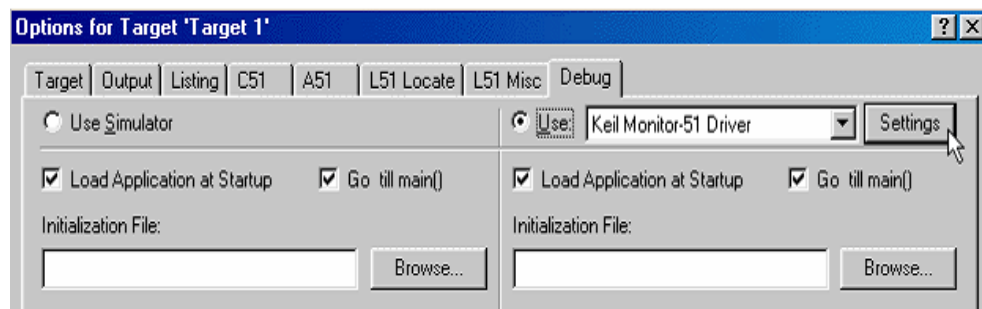 Options for Target 'Target 1'
Target Output Listing C51 A51 L51 Locate L51 Misc Debug
Use Simulator
Use: Keil Monitor-51 Driver Settings
Load Application at Startup Go till main()
Load Application at Startup Go till main()
Initialization File:
Initialization File:
Browse...
Browse...